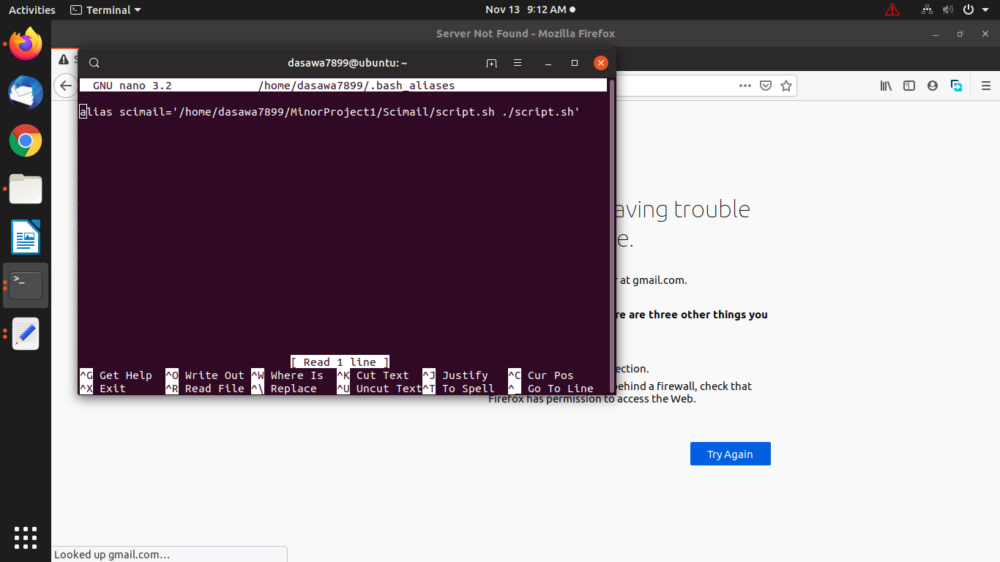 Activities
Terminal
Nov 13 9:12 AM
Server Not Found - Mozilla Firefox
S
dasawa7899@ubuntu: ~
GNU nano 3.2 /home/dasawa7899/.bash_aliases
alias scimail='/home/dasawa7899/MinorProject1/Scimail/script.sh ./script.sh'
[ Read 1 line ]
^G Get Help ^O Write Out ^W Where Is ^K Cut Text ^J Justify ^C Cur Pos
^X Exit ^R Read File ^\ Replace ^U Uncut Text ^T To Spell ^_ Go To Line
aving trouble
e.
at gmail.com.
re are three other things you
ection.
behind a firewall, check that
Firefox has permission to access the Web.
Try Again
Looked up gmail.com…